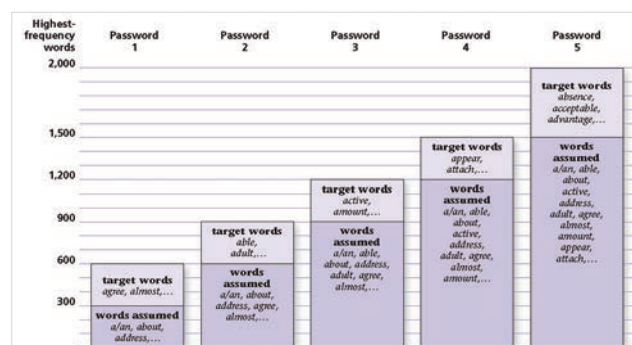 Highest-
frequency
words
Password
1
Password
2
Password
3
Password
4
Password
5
2,000
1,500
1,200
900
600
300
target words
agree, almost,...
words assumed
a/an, about,
address,...
target words
able,
adult,...
words
assumed
a/an, about,
address, agree,
almost,...
target words
active,
amount,...
words
assumed
a/an, able,
about, address,
adult, agree,
almost,...
target words
appear,
attach,...
words
assumed
a/an, able,
about,
active,
address,
adult, agree,
almost,
amount,...
target words
absence,
acceptable,
advantage,...
words
assumed
a/an, able,
about,
active,
address,
adult, agree,
almost,
amount,
appear,
attach,...